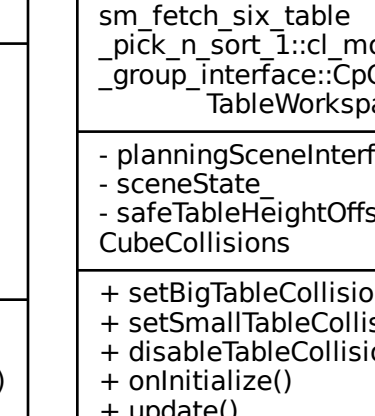 sm_fetch_six_table
_pick_n_sort_1::cl_mo
_group_interface::CpC
TableWorkspa
- planningSceneInterf
- sceneState_
- safeTableHeightOffs
CubeCollisions
+ setBigTableCollisio
+ setSmallTableCollis
+ disableTableCollisio
)
+ onInitialize()
+ update()